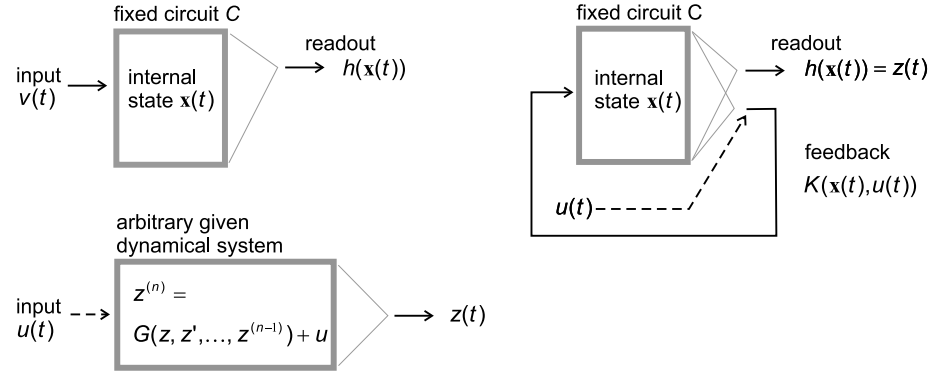 fixed circuit C
input
v(t)
internal
state x(t)
readout
h(x(t))
arbitrary given
dynamical system
input
u(t)
z⁽ⁿ⁾ =
G(z, z',..., z⁽ⁿ⁻¹⁾) + u
z(t)
fixed circuit C
internal
state x(t)
readout
h(x(t)) = z(t)
feedback
K(x(t),u(t))
u(t)